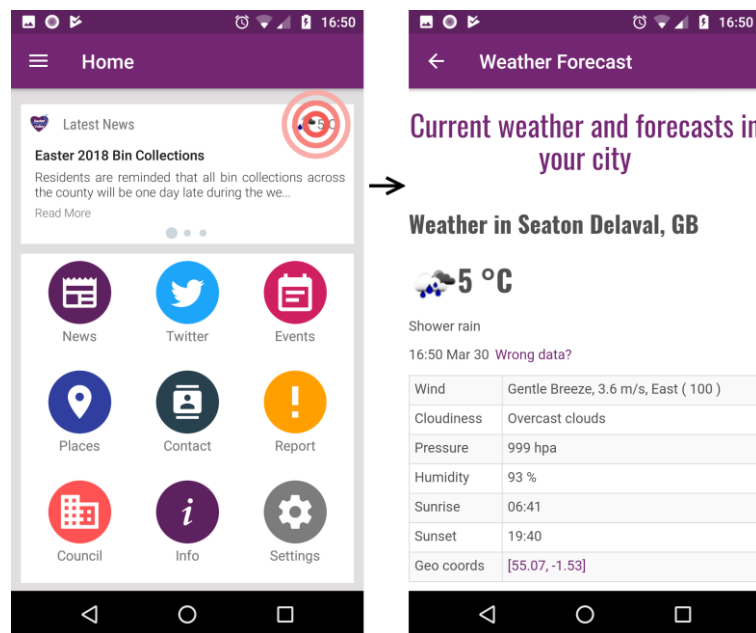 16:50
Home
Latest News
5 C
Easter 2018 Bin Collections
Residents are reminded that all bin collections across
the county will be one day late during the we...
Read More
News Twitter Events
Places Contact Report
Council Info Settings
16:50
Weather Forecast
Current weather and forecasts in
your city
Weather in Seaton Delaval, GB
5 °C
Shower rain
16:50 Mar 30 Wrong data?
Wind Gentle Breeze, 3.6 m/s, East ( 100 )
Cloudiness Overcast clouds
Pressure 999 hpa
Humidity 93 %
Sunrise 06:41
Sunset 19:40
Geo coords [55.07, -1.53]